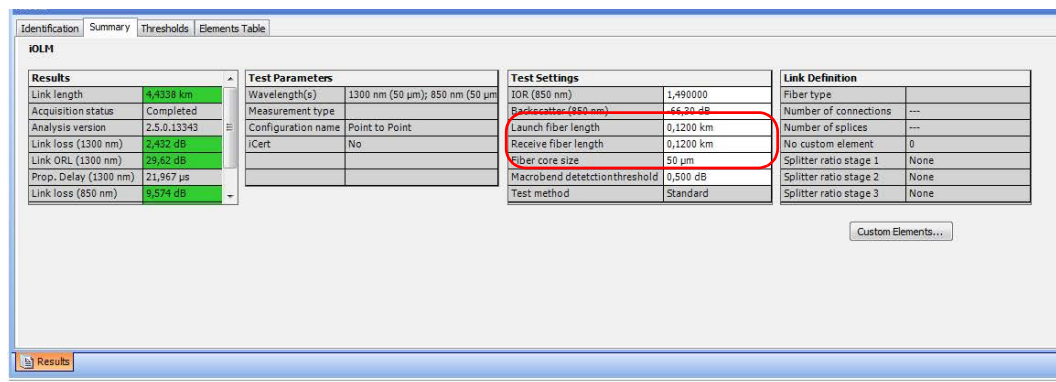 Identification Summary Thresholds Elements Table
iOLM
Results
Link length 4,4338 km
Acquisition status Completed
Analysis version 2.5.0.13343
Link loss (1300 nm) 2,432 dB
Link ORL (1300 nm) 29,62 dB
Prop. Delay (1300 nm) 21,967 µs
Link loss (850 nm) 9,574 dB
Test Parameters
Wavelength(s) 1300 nm (50 µm); 850 nm (50 µm
Measurement type
Configuration name Point to Point
iCert No
Test Settings
IOR (850 nm) 1,490000
Backscatter (850 nm) -66,30 dB
Launch fiber length 0,1200 km
Receive fiber length 0,1200 km
Fiber core size 50 µm
Macrobend detetctionthreshold 0,500 dB
Test method Standard
Link Definition
Fiber type
Number of connections ---
Number of splices ---
No custom element 0
Splitter ratio stage 1 None
Splitter ratio stage 2 None
Splitter ratio stage 3 None
Custom Elements...
Results